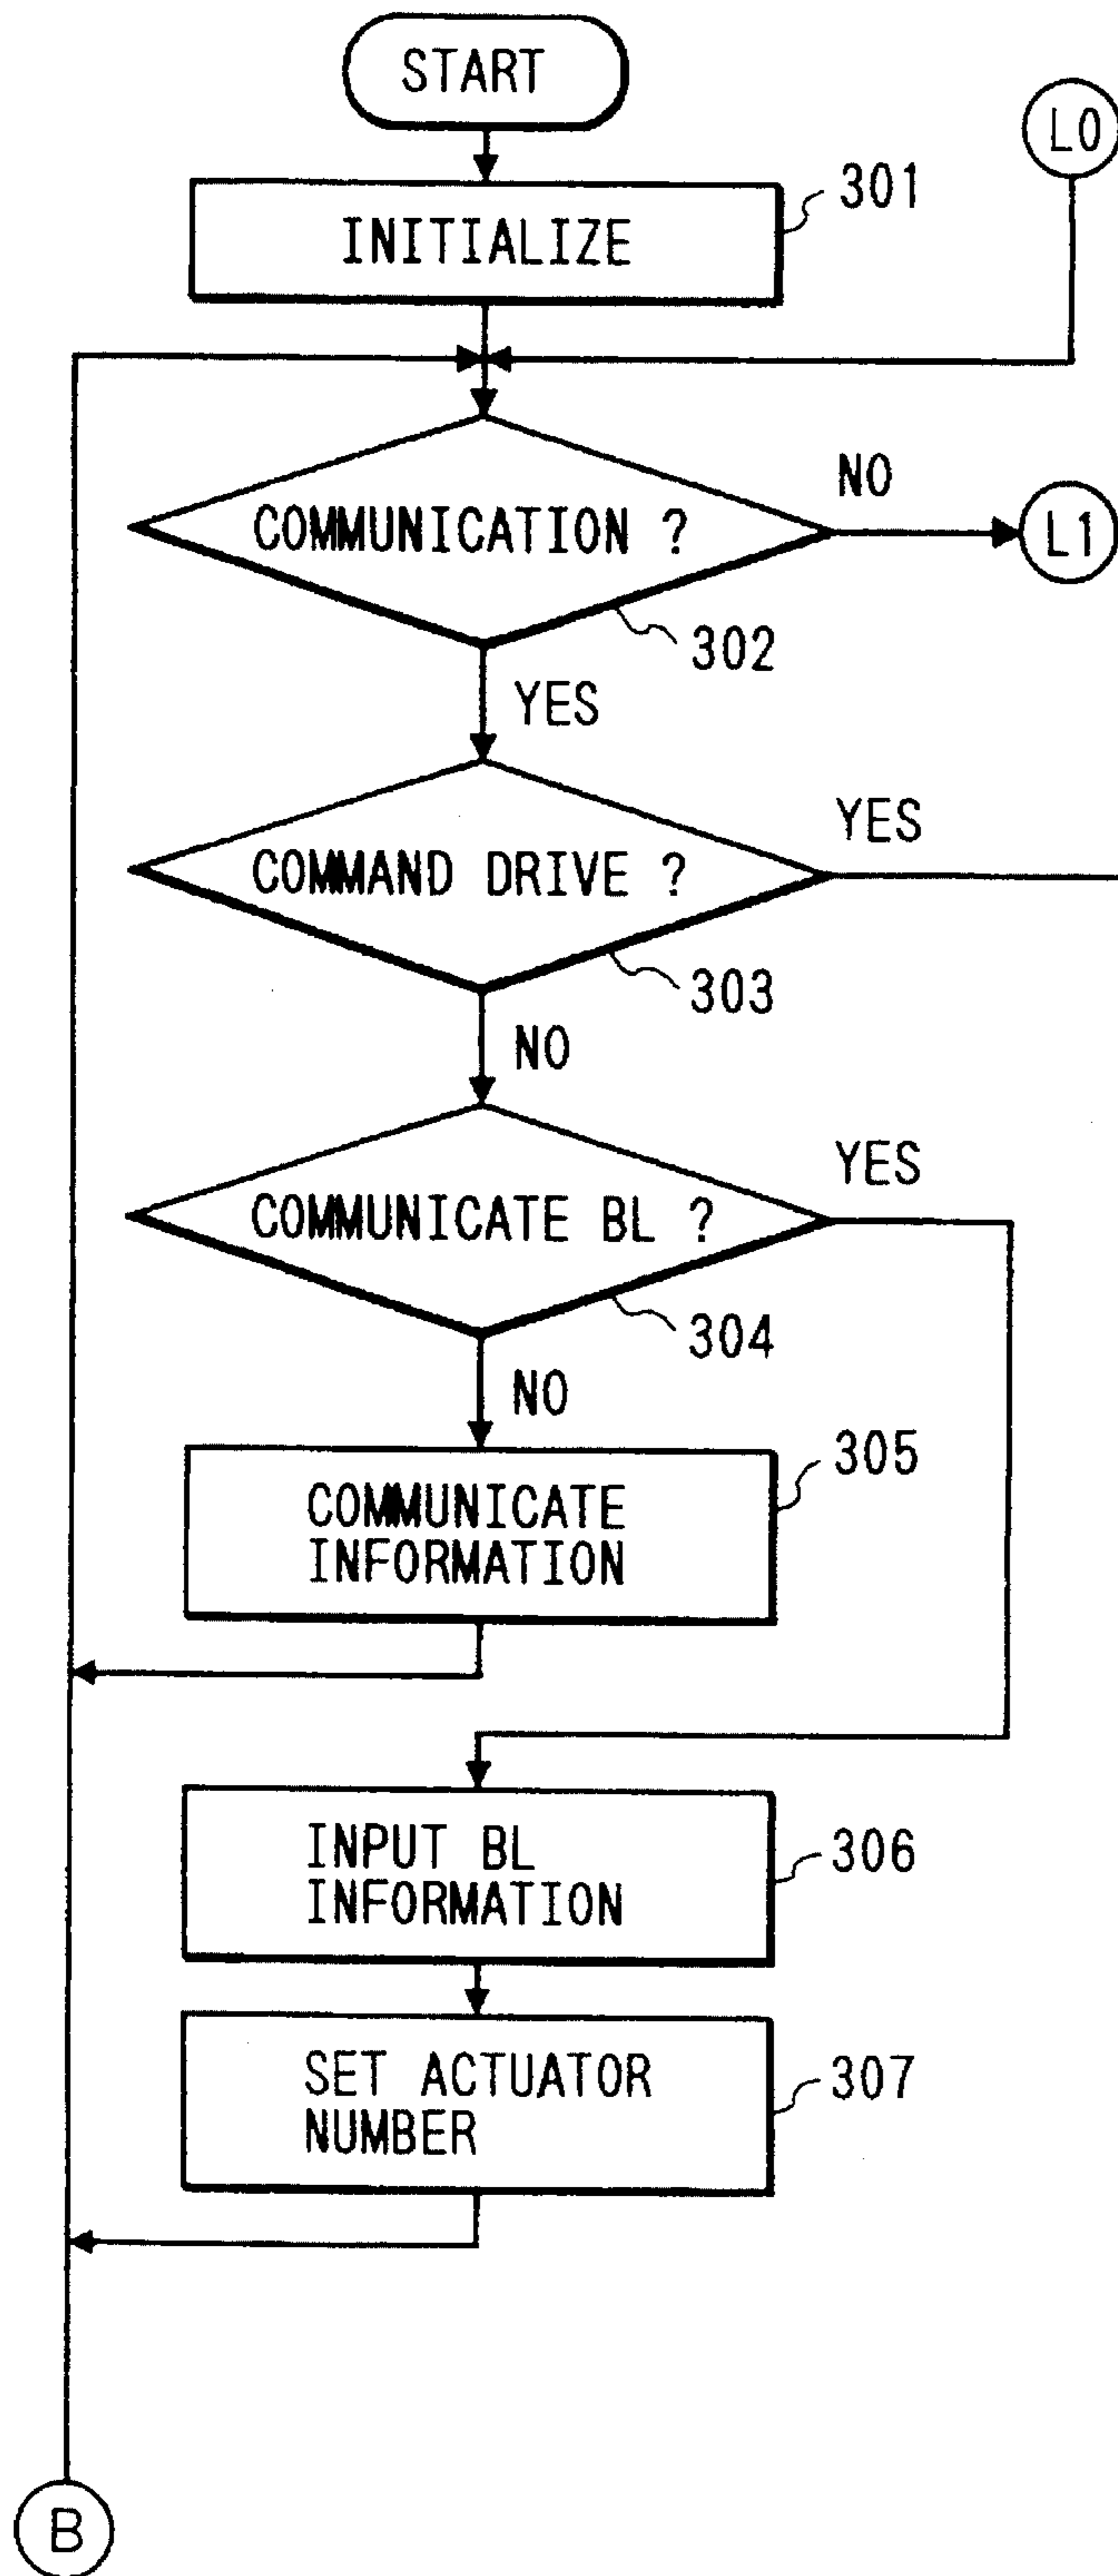 START
L0
301
INITIALIZE
NO
COMMUNICATION ?
L1
302
YES
YES
COMMAND DRIVE ?
303
NO
YES
COMMUNICATE BL ?
304
NO
305
COMMUNICATE
INFORMATION
INPUT BL
INFORMATION
306
SET ACTUATOR
NUMBER
307
B